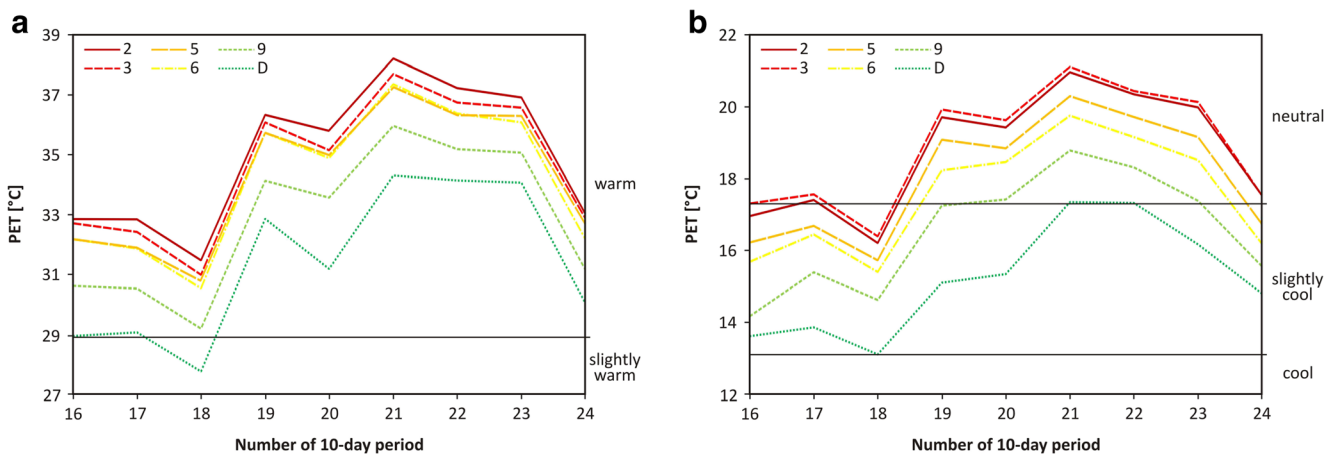 a
39
37
35
33
31
29
27
PET [°C]
2 5 9
3 6 D
warm
slightly
warm
16 17 18 19 20 21 22 23 24
Number of 10-day period
b
22
20
18
16
14
12
PET [°C]
2 5 9
3 6 D
neutral
slightly
cool
cool
16 17 18 19 20 21 22 23 24
Number of 10-day period